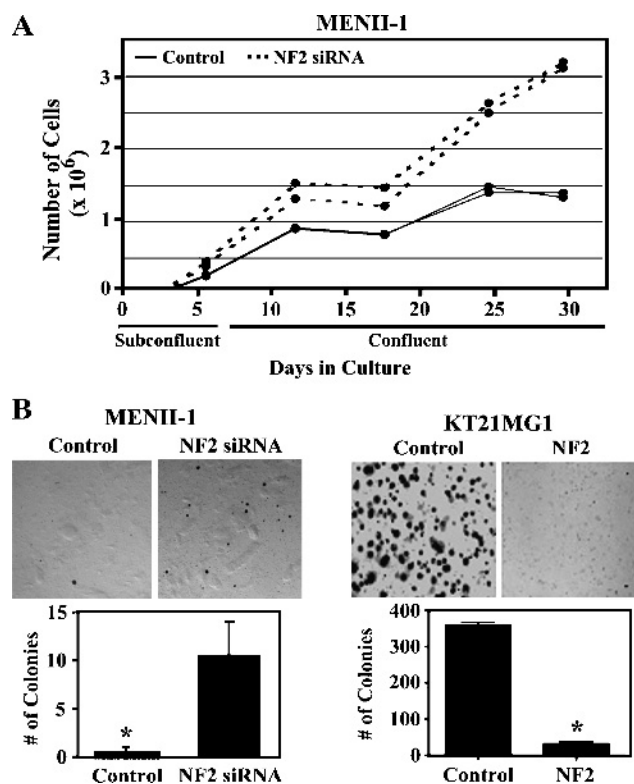 A
MENII-1
Control
NF2 siRNA
Number of Cells
(x 10^6)
3
2
1
0
0 5 10 15 20 25 30
Subconfluent
Confluent
Days in Culture
B
MENII-1
Control NF2 siRNA
# of Colonies
15
10
5
0
*
Control NF2 siRNA
KT21MG1
Control NF2
# of Colonies
400
300
200
100
0
*
Control NF2